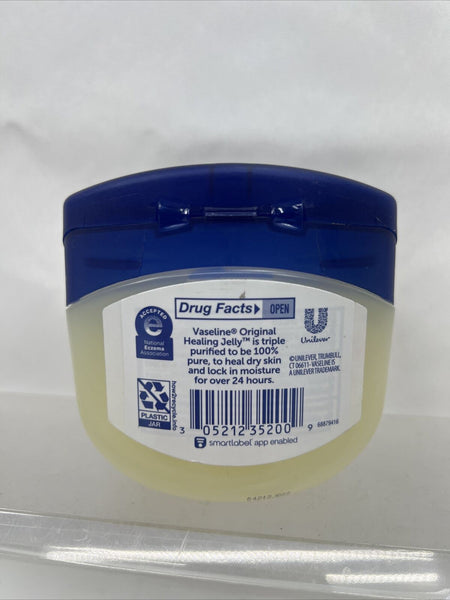 Drug Facts OPEN
ACCEPTED
e
National
Eczema
Association
Vaseline® Original
Healing Jelly™ is triple
purified to be 100%
pure, to heal dry skin
and lock in moisture
for over 24 hours.
Unilever
©UNILEVER, TRUMBULL,
CT 06611 - VASELINE IS
A UNILEVER TRADEMARK.
how2recycle.info
PLASTIC
JAR
3 05212 35200 9
68879416
smartlabel™ app enabled